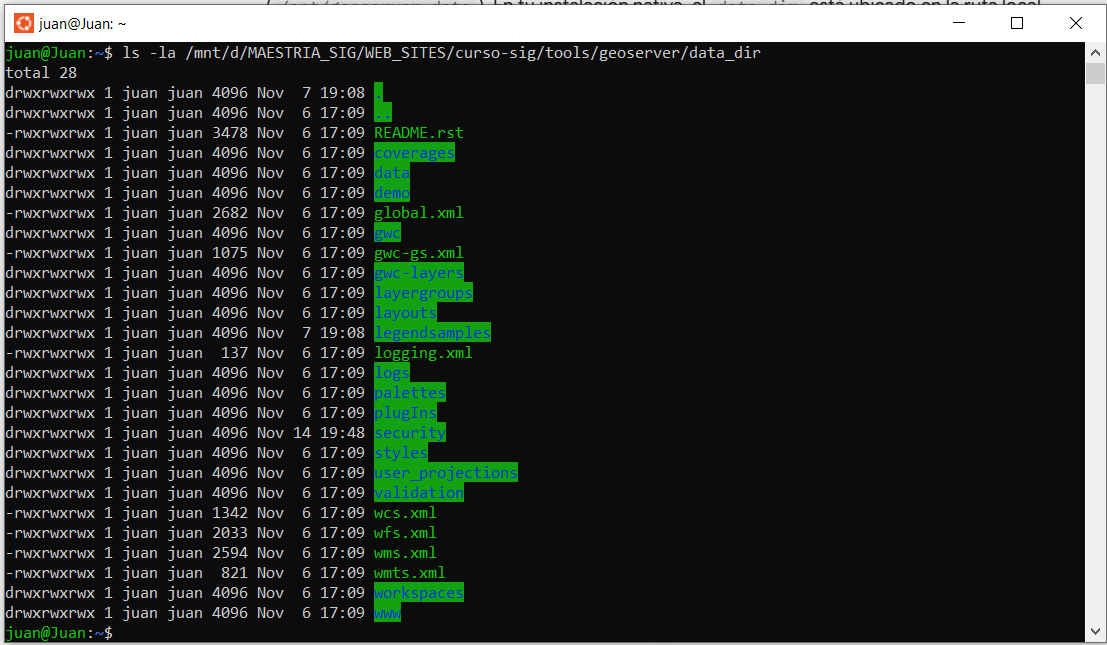 juan@Juan: ~
juan@Juan:~$ ls -la /mnt/d/MAESTRIA_SIG/WEB_SITES/curso-sig/tools/geoserver/data_dir
total 28
drwxrwxrwx 1 juan juan 4096 Nov  7 19:08 .
drwxrwxrwx 1 juan juan 4096 Nov  6 17:09 ..
-rwxrwxrwx 1 juan juan 3478 Nov  6 17:09 README.rst
drwxrwxrwx 1 juan juan 4096 Nov  6 17:09 coverages
drwxrwxrwx 1 juan juan 4096 Nov  6 17:09 data
drwxrwxrwx 1 juan juan 4096 Nov  6 17:09 demo
-rwxrwxrwx 1 juan juan 2682 Nov  6 17:09 global.xml
drwxrwxrwx 1 juan juan 4096 Nov  6 17:09 gwc
-rwxrwxrwx 1 juan juan 1075 Nov  6 17:09 gwc-gs.xml
drwxrwxrwx 1 juan juan 4096 Nov  6 17:09 gwc-layers
drwxrwxrwx 1 juan juan 4096 Nov  6 17:09 layergroups
drwxrwxrwx 1 juan juan 4096 Nov  6 17:09 layouts
drwxrwxrwx 1 juan juan 4096 Nov  7 19:08 legendsamples
-rwxrwxrwx 1 juan juan  137 Nov  6 17:09 logging.xml
drwxrwxrwx 1 juan juan 4096 Nov  6 17:09 logs
drwxrwxrwx 1 juan juan 4096 Nov  6 17:09 palettes
drwxrwxrwx 1 juan juan 4096 Nov  6 17:09 plugIns
drwxrwxrwx 1 juan juan 4096 Nov 14 19:48 security
drwxrwxrwx 1 juan juan 4096 Nov  6 17:09 styles
drwxrwxrwx 1 juan juan 4096 Nov  6 17:09 user_projections
drwxrwxrwx 1 juan juan 4096 Nov  6 17:09 validation
-rwxrwxrwx 1 juan juan 1342 Nov  6 17:09 wcs.xml
-rwxrwxrwx 1 juan juan 2033 Nov  6 17:09 wfs.xml
-rwxrwxrwx 1 juan juan 2594 Nov  6 17:09 wms.xml
-rwxrwxrwx 1 juan juan  821 Nov  6 17:09 wmts.xml
drwxrwxrwx 1 juan juan 4096 Nov  6 17:09 workspaces
drwxrwxrwx 1 juan juan 4096 Nov  6 17:09 www
juan@Juan:~$